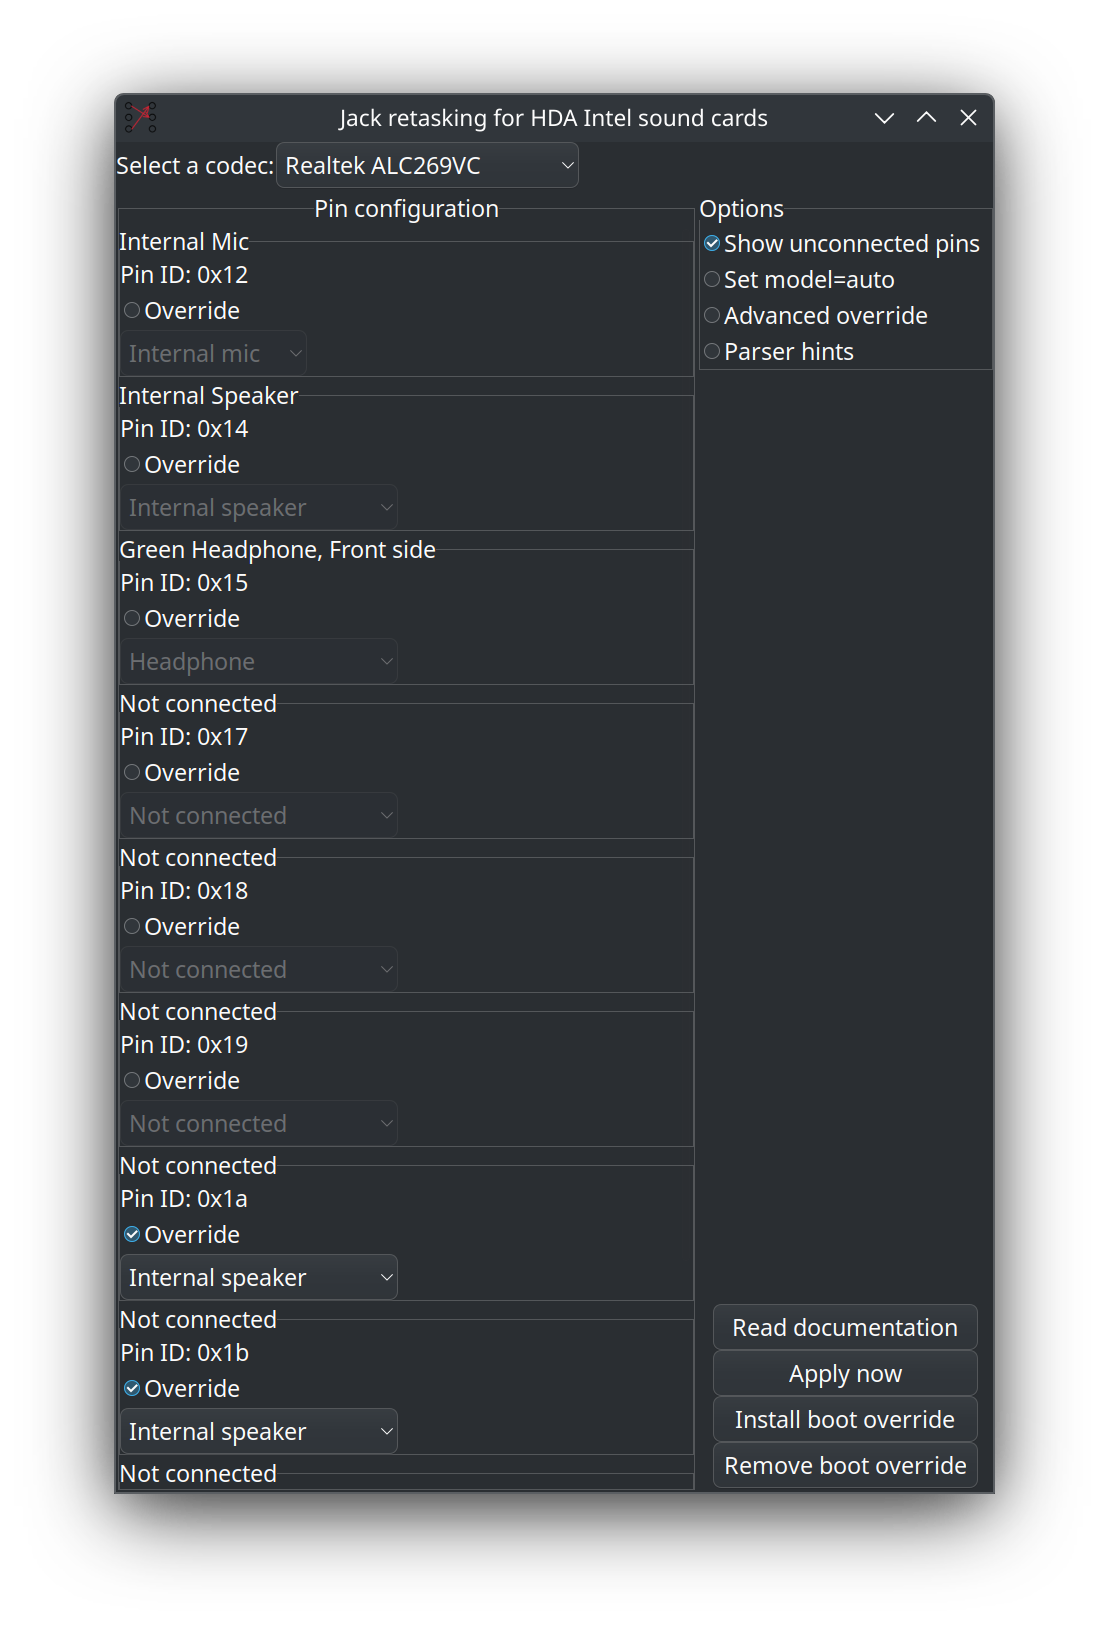 Jack retasking for HDA Intel sound cards
Select a codec: Realtek ALC269VC
Pin configuration
Internal Mic
Pin ID: 0x12
Override
Internal mic
Internal Speaker
Pin ID: 0x14
Override
Internal speaker
Green Headphone, Front side
Pin ID: 0x15
Override
Headphone
Not connected
Pin ID: 0x17
Override
Not connected
Not connected
Pin ID: 0x18
Override
Not connected
Not connected
Pin ID: 0x19
Override
Not connected
Not connected
Pin ID: 0x1a
Override
Internal speaker
Not connected
Pin ID: 0x1b
Override
Internal speaker
Not connected
Options
Show unconnected pins
Set model=auto
Advanced override
Parser hints
Read documentation
Apply now
Install boot override
Remove boot override